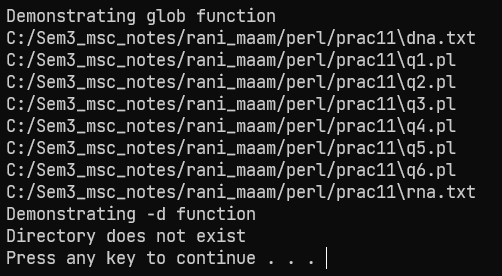 Demonstrating glob function
C:/Sem3_msc_notes/rani_maam/perl/prac11\dna.txt
C:/Sem3_msc_notes/rani_maam/perl/prac11\q1.pl
C:/Sem3_msc_notes/rani_maam/perl/prac11\q2.pl
C:/Sem3_msc_notes/rani_maam/perl/prac11\q3.pl
C:/Sem3_msc_notes/rani_maam/perl/prac11\q4.pl
C:/Sem3_msc_notes/rani_maam/perl/prac11\q5.pl
C:/Sem3_msc_notes/rani_maam/perl/prac11\q6.pl
C:/Sem3_msc_notes/rani_maam/perl/prac11\rna.txt
Demonstrating -d function
Directory does not exist
Press any key to continue . . .